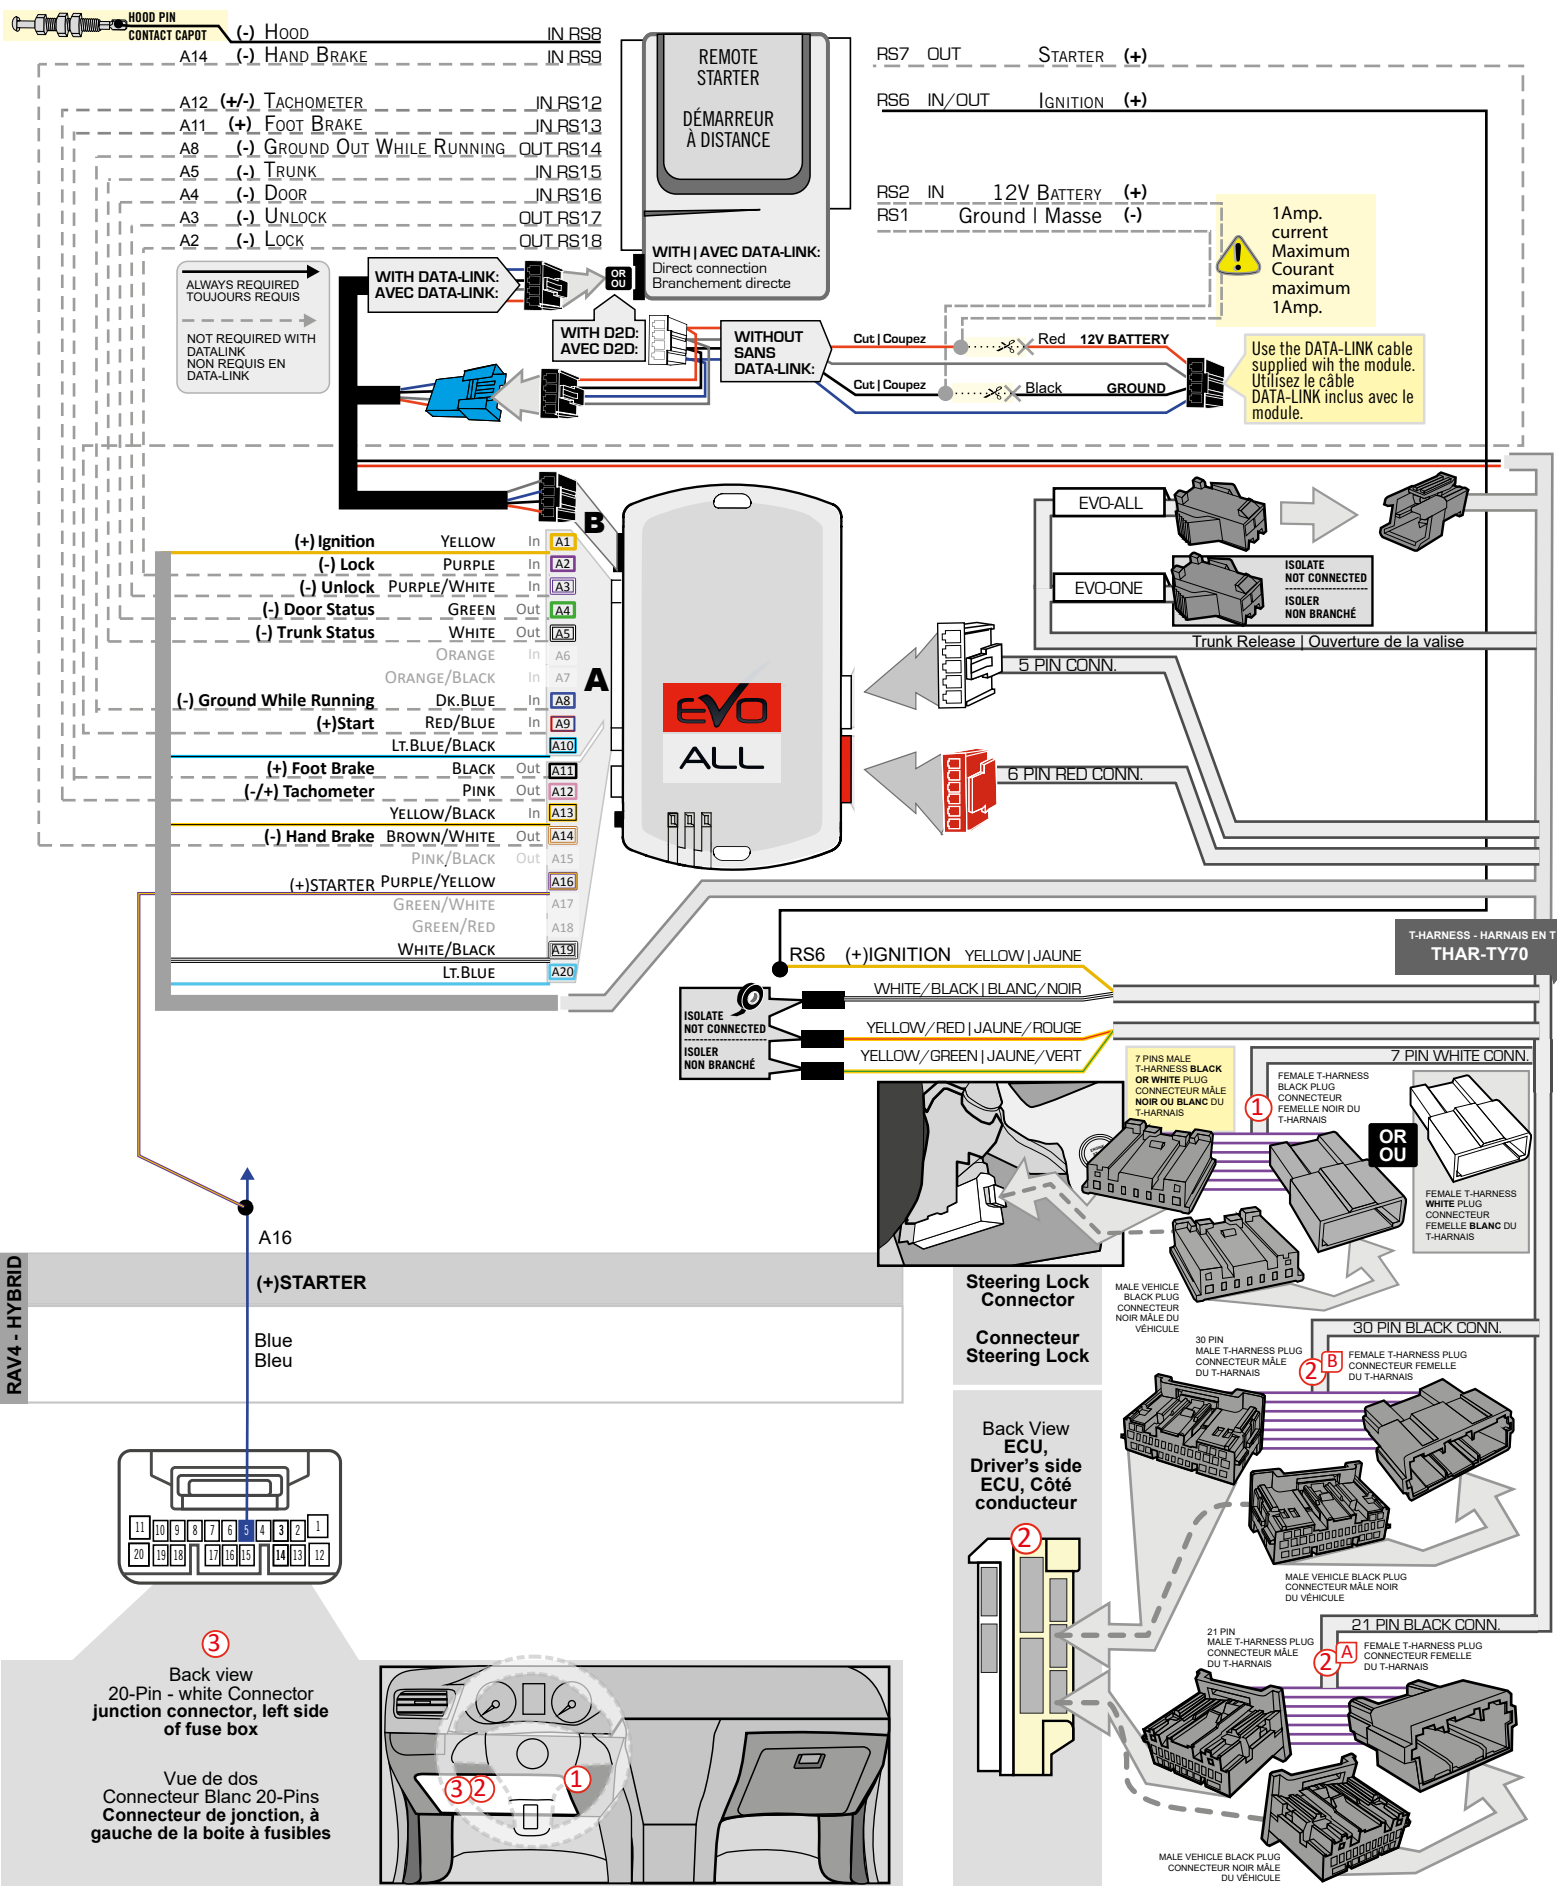 HOOD PIN
CONTACT CAPOT
(-) HOOD IN RS8
A14 (-) HAND BRAKE IN RS9
A12 (+/-) TACHOMETER IN RS12
A11 (+) FOOT BRAKE IN RS13
A8 (-) GROUND OUT WHILE RUNNING OUT RS14
A5 (-) TRUNK IN RS15
A4 (-) DOOR IN RS16
A3 (-) UNLOCK OUT RS17
A2 (-) LOCK OUT RS18
REMOTE
STARTER
DÉMARREUR
À DISTANCE
WITH | AVEC DATA-LINK:
Direct connection
Branchement directe
RS7 OUT STARTER (+)
RS6 IN/OUT IGNITION (+)
RS2 IN 12V BATTERY (+)
RS1 Ground | Masse (-)
1Amp.
current
Maximum
Courant
maximum
1Amp.
ALWAYS REQUIRED
TOUJOURS REQUIS
NOT REQUIRED WITH
DATALINK
NON REQUIS EN
DATA-LINK
WITH DATA-LINK:
AVEC DATA-LINK:
OR
OU
WITH D2D:
AVEC D2D:
WITHOUT
SANS
DATA-LINK:
Cut | Coupez Red 12V BATTERY
Cut | Coupez Black GROUND
Use the DATA-LINK cable
supplied wih the module.
Utilisez le câble
DATA-LINK inclus avec le
module.
B
A
(+) Ignition YELLOW In A1
(-) Lock PURPLE In A2
(-) Unlock PURPLE/WHITE In A3
(-) Door Status GREEN Out A4
(-) Trunk Status WHITE Out A5
ORANGE In A6
ORANGE/BLACK In A7
(-) Ground While Running DK.BLUE In A8
(+)Start RED/BLUE In A9
LT.BLUE/BLACK A10
(+) Foot Brake BLACK Out A11
(-/+) Tachometer PINK Out A12
YELLOW/BLACK In A13
(-) Hand Brake BROWN/WHITE Out A14
PINK/BLACK Out A15
(+)STARTER PURPLE/YELLOW A16
GREEN/WHITE A17
GREEN/RED A18
WHITE/BLACK A19
LT.BLUE A20
EVO
ALL
EVO-ALL
EVO-ONE
ISOLATE
NOT CONNECTED
ISOLER
NON BRANCHÉ
Trunk Release | Ouverture de la valise
5 PIN CONN.
6 PIN RED CONN.
T-HARNESS - HARNAIS EN T
THAR-TY70
RS6 (+)IGNITION YELLOW | JAUNE
WHITE/BLACK | BLANC/NOIR
YELLOW/RED | JAUNE/ROUGE
YELLOW/GREEN | JAUNE/VERT
ISOLATE
NOT CONNECTED
ISOLER
NON BRANCHÉ
7 PIN WHITE CONN.
7 PINS MALE
T-HARNESS BLACK
OR WHITE PLUG
CONNECTEUR MÂLE
NOIR OU BLANC DU
T-HARNAIS
1
FEMALE T-HARNESS
BLACK PLUG
CONNECTEUR
FEMELLE NOIR DU
T-HARNAIS
OR
OU
FEMALE T-HARNESS
WHITE PLUG
CONNECTEUR
FEMELLE BLANC DU
T-HARNAIS
MALE VEHICLE
BLACK PLUG
CONNECTEUR
NOIR MÂLE DU
VÉHICULE
Steering Lock
Connector
Connecteur
Steering Lock
A16
RAV4 - HYBRID
(+)STARTER
Blue
Bleu
30 PIN BLACK CONN.
30 PIN
MALE T-HARNESS PLUG
CONNECTEUR MÂLE
DU T-HARNAIS
2 B
FEMALE T-HARNESS PLUG
CONNECTEUR FEMELLE
DU T-HARNAIS
MALE VEHICLE BLACK PLUG
CONNECTEUR MÂLE NOIR
DU VÉHICULE
Back View
ECU,
Driver's side
ECU, Côté
conducteur
2
21 PIN BLACK CONN.
21 PIN
MALE T-HARNESS PLUG
CONNECTEUR MÂLE
DU T-HARNAIS
2 A
FEMALE T-HARNESS PLUG
CONNECTEUR FEMELLE
DU T-HARNAIS
MALE VEHICLE BLACK PLUG
CONNECTEUR NOIR MÂLE
DU VÉHICULE
11 10 9 8 7 6 5 4 3 2 1
20 19 18 17 16 15 14 13 12
3
Back view
20-Pin - white Connector
junction connector, left side
of fuse box
Vue de dos
Connecteur Blanc 20-Pins
Connecteur de jonction, à
gauche de la boite à fusibles
3 2 1